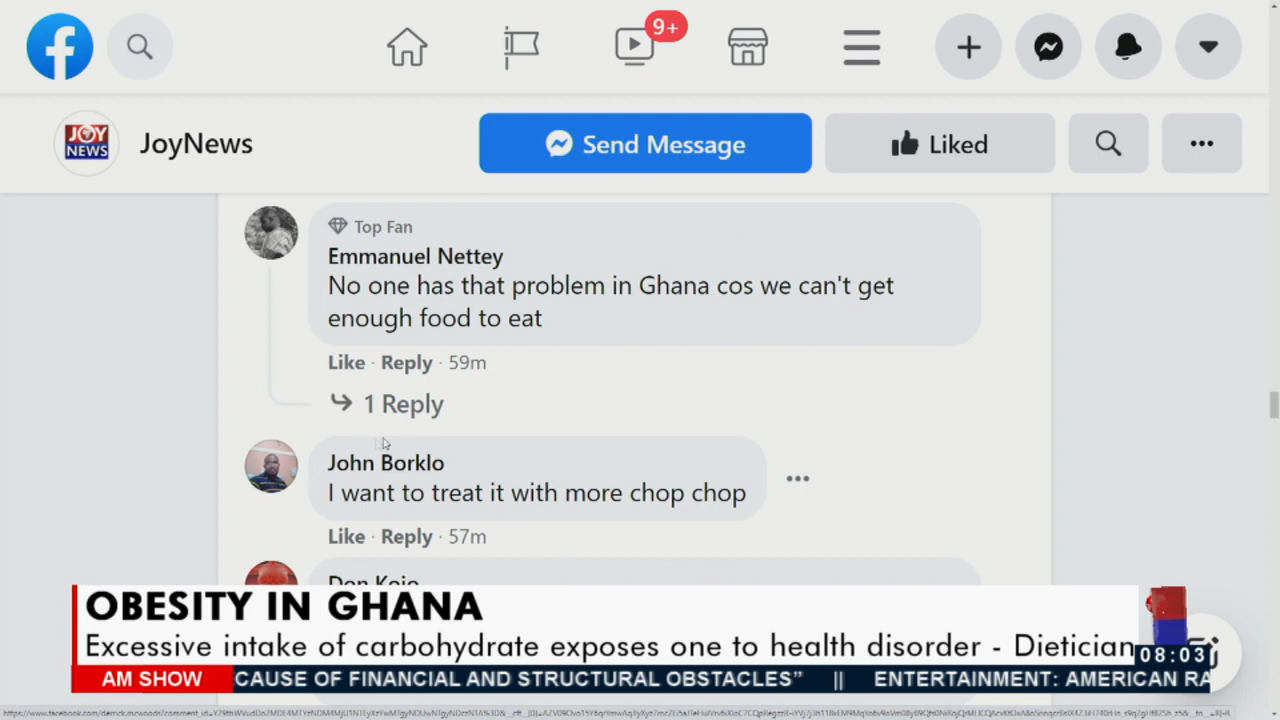 9+
JOY
NEWS
JoyNews
Send Message
Liked
Top Fan
Emmanuel Nettey
No one has that problem in Ghana cos we can't get
enough food to eat
Like · Reply · 59m
1 Reply
John Borklo
I want to treat it with more chop chop
Like · Reply · 57m
Don Kojo
OBESITY IN GHANA
Excessive intake of carbohydrate exposes one to health disorder - Dietician
08:03
AM SHOW
CAUSE OF FINANCIAL AND STRUCTURAL OBSTACLES” || ENTERTAINMENT: AMERICAN RA